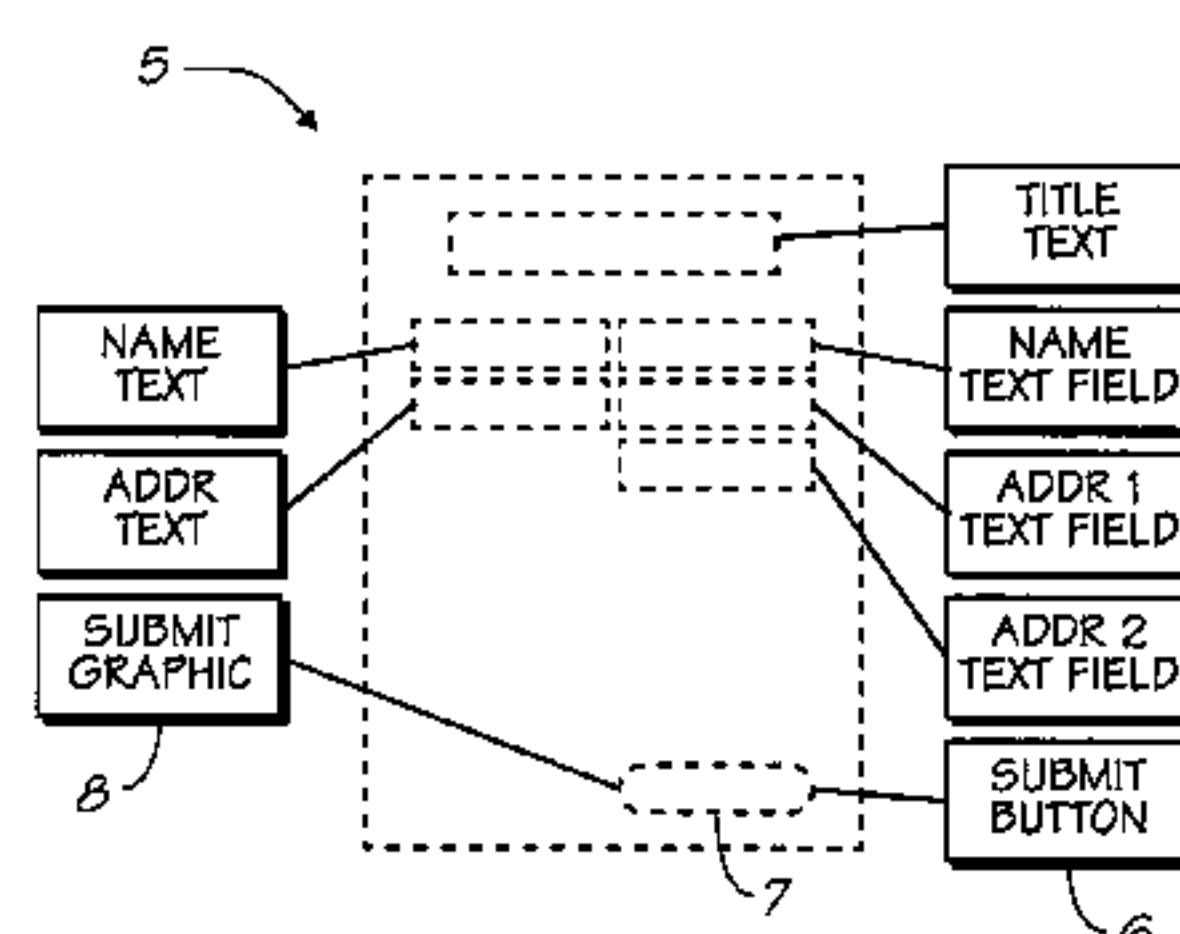 5
TITLE
TEXT
NAME
TEXT
NAME
TEXT FIELD
ADDR
TEXT
ADDR 1
TEXT FIELD
SUBMIT
GRAPHIC
ADDR 2
TEXT FIELD
SUBMIT
BUTTON
8
7
6